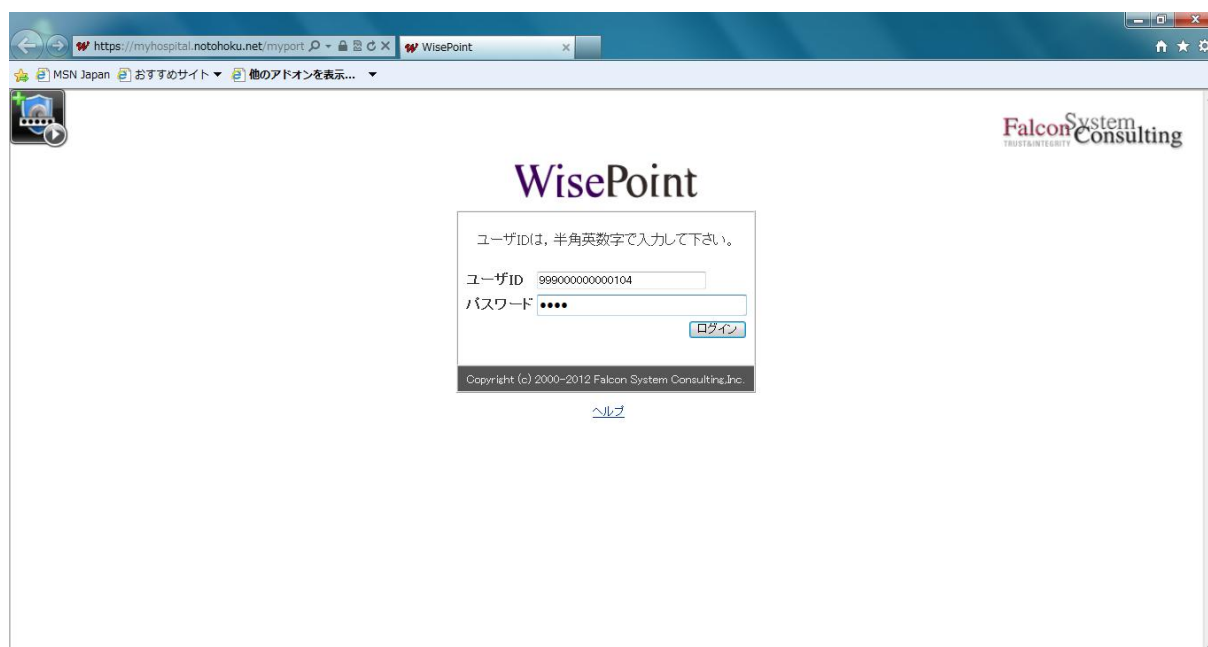 https://myhospital.notohoku.net/myport
WisePoint
MSN Japan おすすめサイト 他のアドオンを表示...
FalconSystem Consulting
TRUST&INTEGRITY
WisePoint
ユーザIDは, 半角英数字で入力して下さい。
ユーザID 999000000000104
パスワード ••••
ログイン
Copyright (c) 2000-2012 Falcon System Consulting,Inc.
ヘルプ